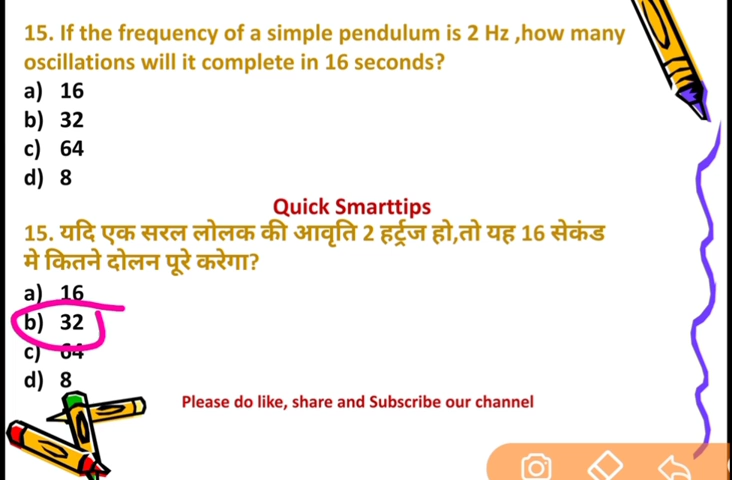 15. If the frequency of a simple pendulum is 2 Hz ,how many
oscillations will it complete in 16 seconds?
a) 16
b) 32
c) 64
d) 8
Quick Smarttips
15. यदि एक सरल लोलक की आवृति 2 हर्ट्ज हो,तो यह 16 सेकंड
मे कितने दोलन पूरे करेगा?
a) 16
b) 32
c) 64
d) 8
Please do like, share and Subscribe our channel